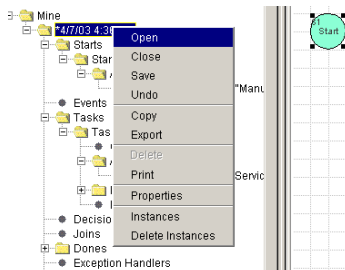 Mine
*4/7/03 4:3
Starts
Star
"Manu
Events
Tasks
Tas
Servic
Decisio
Joins
Dones
Exception Handlers
Open
Close
Save
Undo
Copy
Export
Delete
Print
Properties
Instances
Delete Instances
S1
Start